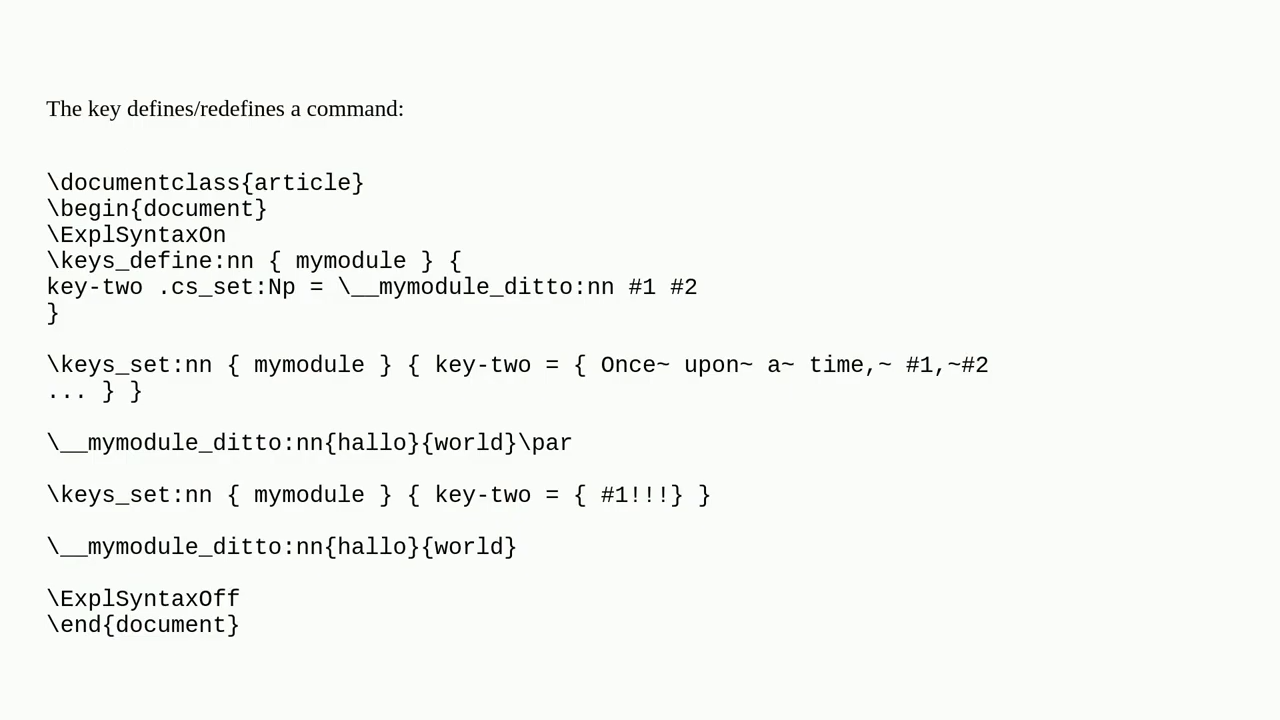 The key defines/redefines a command:
\documentclass{article}
\begin{document}
\ExplSyntaxOn
\keys_define:nn { mymodule } {
key-two .cs_set:Np = \__mymodule_ditto:nn #1 #2
}
\keys_set:nn { mymodule } { key-two = { Once~ upon~ a~ time,~ #1,~#2
... } }
\__mymodule_ditto:nn{hallo}{world}\par
\keys_set:nn { mymodule } { key-two = { #1!!!} }
\__mymodule_ditto:nn{hallo}{world}
\ExplSyntaxOff
\end{document}